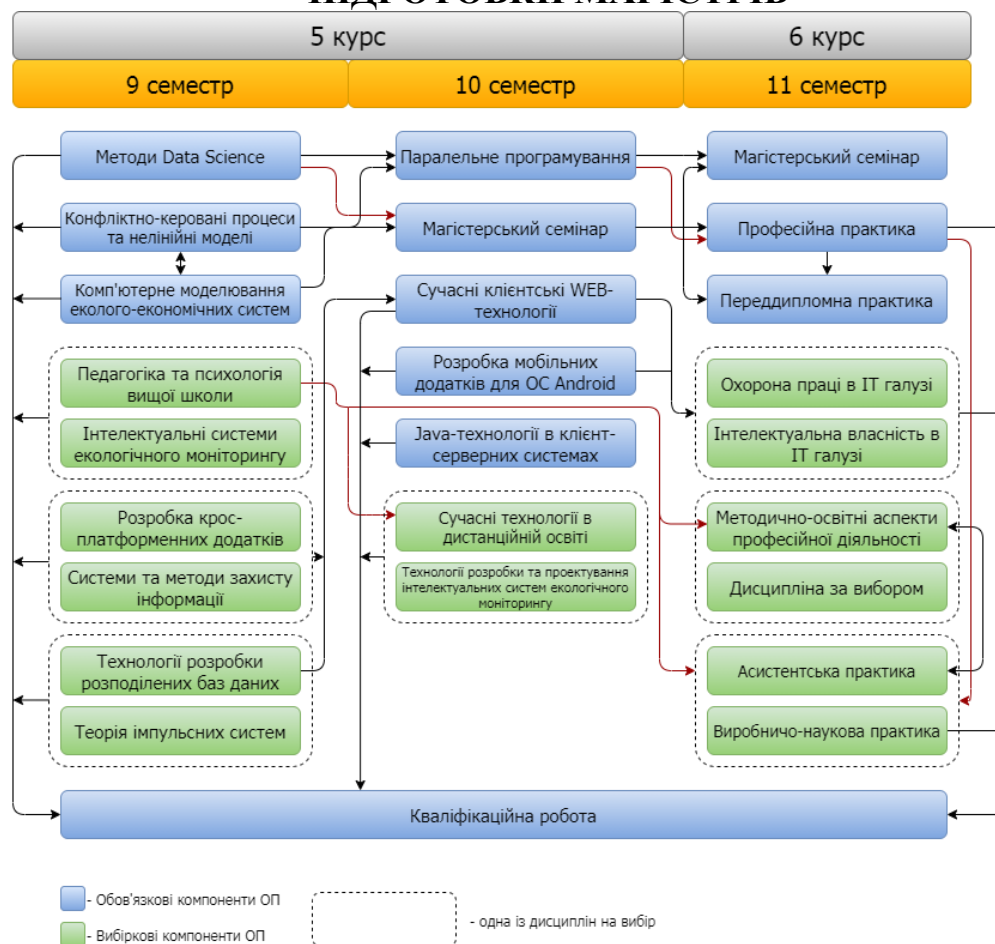 ПІДГОТОВКИ МАГІСТРІВ
5 курс
6 курс
9 семестр
10 семестр
11 семестр
Методи Data Science
Паралельне програмування
Магістерський семінар
Конфліктно-керовані процеси
та нелінійні моделі
Магістерський семінар
Професійна практика
Комп'ютерне моделювання
еколого-економічних систем
Сучасні клієнтські WEB-
технології
Переддипломна практика
Педагогіка та психологія
вищої школи
Розробка мобільних
додатків для ОС Android
Охорона праці в ІТ галузі
Інтелектуальні системи
екологічного моніторингу
Java-технології в клієнт-
серверних системах
Інтелектуальна власність в
ІТ галузі
Розробка крос-
платформенних додатків
Сучасні технології в
дистанційній освіті
Методично-освітні аспекти
професійної діяльності
Системи та методи захисту
інформації
Технології розробки та проектування
інтелектуальних систем екологічного
моніторингу
Дисципліна за вибором
Технології розробки
розподілених баз даних
Асистентська практика
Теорія імпульсних систем
Виробничо-наукова практика
Кваліфікаційна робота
- Обов'язкові компоненти ОП
- одна із дисциплін на вибір
- Вибіркові компоненти ОП